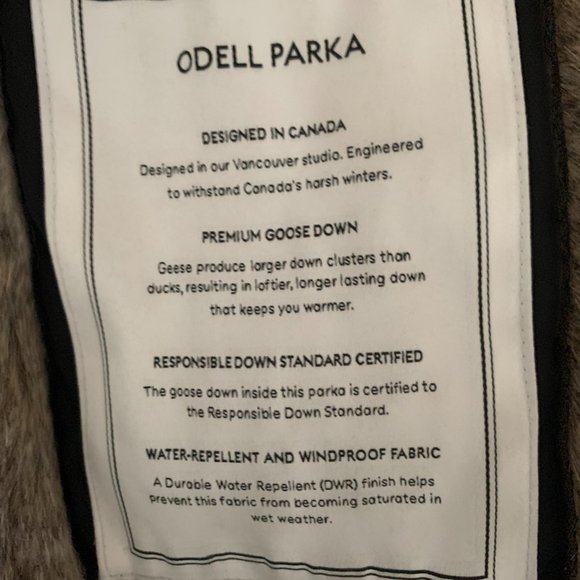 ODELL PARKA
DESIGNED IN CANADA
Designed in our Vancouver studio. Engineered
to withstand Canada's harsh winters.
PREMIUM GOOSE DOWN
Geese produce larger down clusters than
ducks, resulting in loftier, longer lasting down
that keeps you warmer.
RESPONSIBLE DOWN STANDARD CERTIFIED
The goose down inside this parka is certified to
the Responsible Down Standard.
WATER-REPELLENT AND WINDPROOF FABRIC
A Durable Water Repellent (DWR) finish helps
prevent this fabric from becoming saturated in
wet weather.